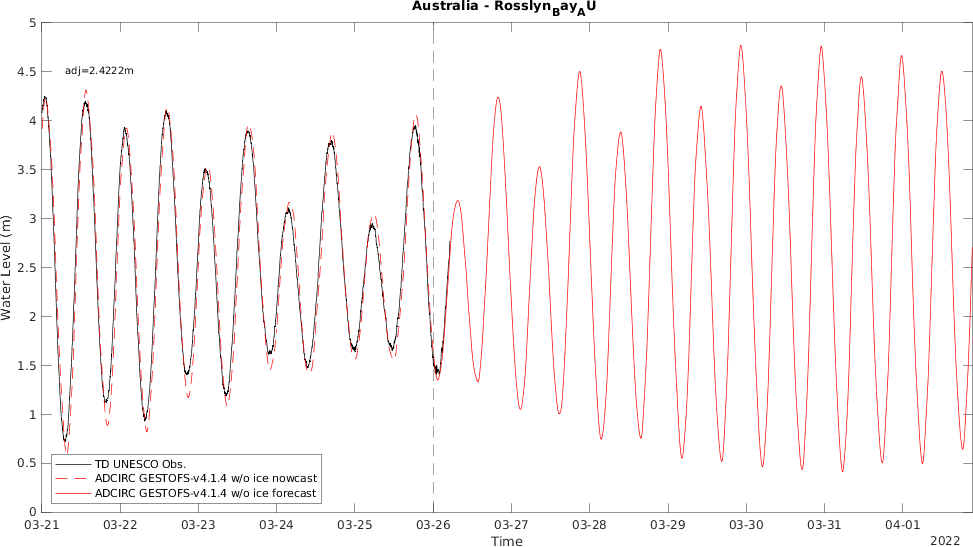 Australia - Rosslyn_Bay_AU
adj=2.4222m
5
4.5
4
3.5
3
2.5
2
1.5
1
0.5
0
Water Level (m)
TD UNESCO Obs.
ADCIRC GESTOFS-v4.1.4 w/o ice nowcast
ADCIRC GESTOFS-v4.1.4 w/o ice forecast
03-21 03-22 03-23 03-24 03-25 03-26 03-27 03-28 03-29 03-30 03-31 04-01
Time
2022